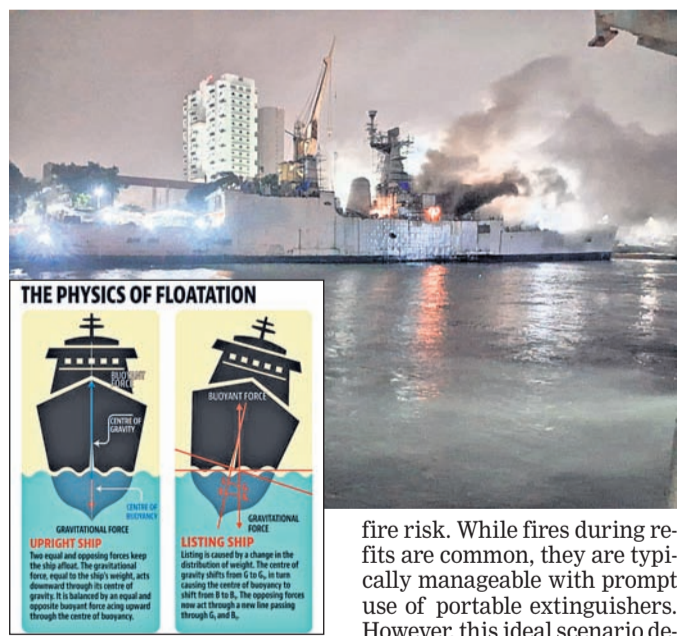 THE PHYSICS OF FLOATATION
BUOYANT
FORCE
CENTRE OF
GRAVITY
CENTRE OF
BUOYANCY
GRAVITATIONAL FORCE
UPRIGHT SHIP
Two equal and opposing forces keep
the ship afloat. The gravitational
force, equal to the ship's weight, acts
downward through its centre of
gravity. It is balanced by an equal and
opposite buoyant force acing upward
through the centre of buoyancy.
BUOYANT FORCE
GRAVITATIONAL
FORCE
LISTING SHIP
Listing is caused by a change in the
distribution of weight. The centre of
gravity shifts from G to G₁, in turn
causing the centre of buoyancy to
shift from B to B₁. The opposing forces
now act through a new line passing
through G₁ and B₁.
fire risk. While fires during re-
fits are common, they are typi-
cally manageable with prompt
use of portable extinguishers.
However, this ideal scenario de-